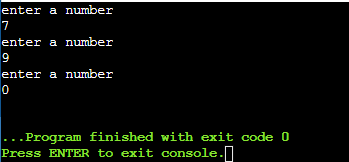 enter a number
7
enter a number
9
enter a number
0
...Program finished with exit code 0
Press ENTER to exit console.